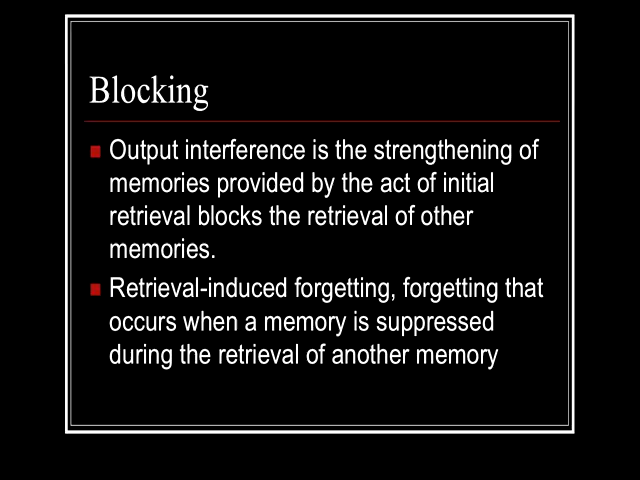 Blocking
Output interference is the strengthening of
memories provided by the act of initial
retrieval blocks the retrieval of other
memories.
Retrieval-induced forgetting, forgetting that
occurs when a memory is suppressed
during the retrieval of another memory